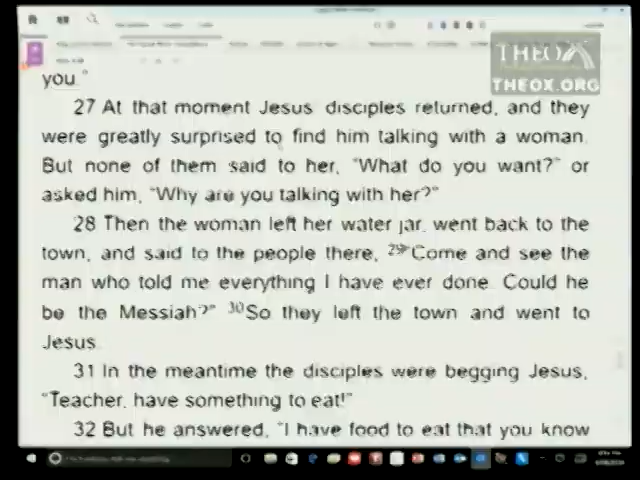 THEOX
THEOX.ORG
you."
27 At that moment Jesus disciples returned, and they
were greatly surprised to find him talking with a woman.
But none of them said to her, "What do you want?" or
asked him, "Why are you talking with her?"
28 Then the woman left her water jar, went back to the
town, and said to the people there, 29"Come and see the
man who told me everything I have ever done. Could he
be the Messiah?" 30So they left the town and went to
Jesus.
31 In the meantime the disciples were begging Jesus,
"Teacher, have something to eat!"
32 But he answered, "I have food to eat that you know